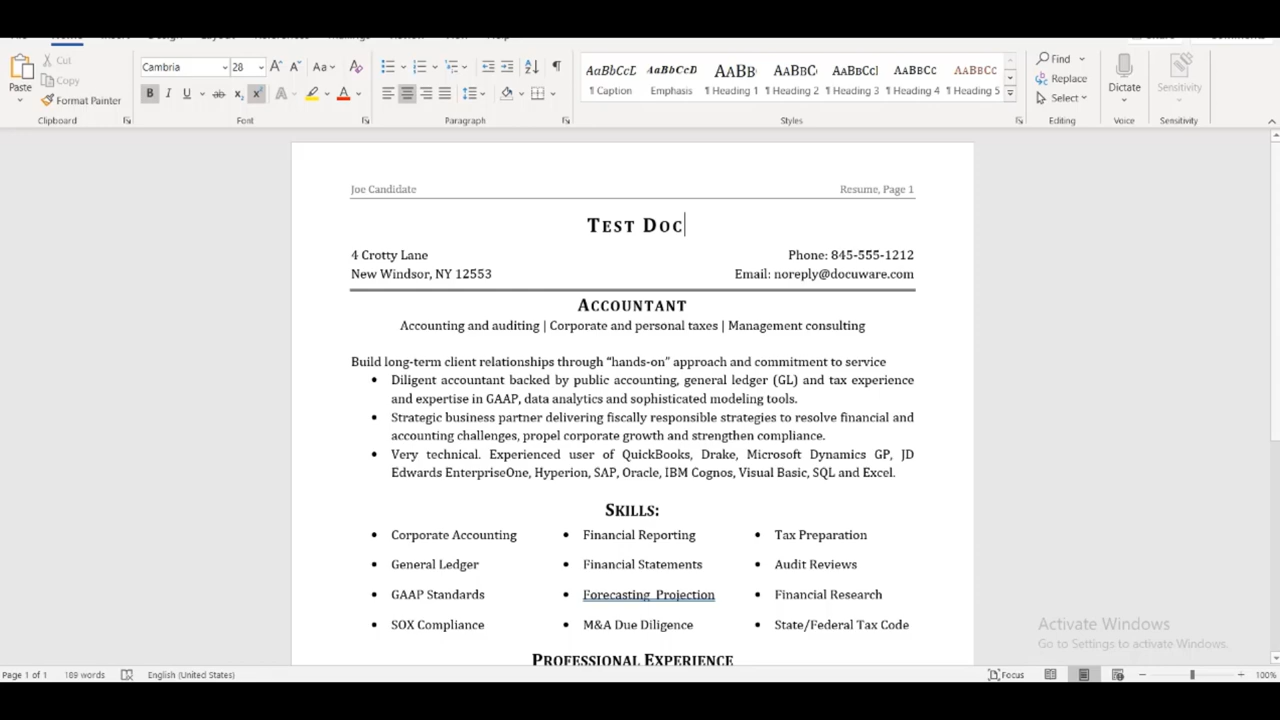 Cut
Copy
Format Painter
Paste
Clipboard
Cambria
28
Aa
Font
Paragraph
AaBbCcD AaBbCcD AaBb AaBbC AaBbCcI AaBbCc AaBbCc
¶ Caption Emphasis ¶ Heading 1 ¶ Heading 2 ¶ Heading 3 ¶ Heading 4 ¶ Heading 5
Styles
Find
Replace
Select
Editing
Dictate
Voice
Sensitivity
Sensitivity
Joe Candidate Resume, Page 1
TEST DOC
4 Crotty Lane Phone: 845-555-1212
New Windsor, NY 12553 Email: noreply@docuware.com
ACCOUNTANT
Accounting and auditing | Corporate and personal taxes | Management consulting
Build long-term client relationships through “hands-on” approach and commitment to service
• Diligent accountant backed by public accounting, general ledger (GL) and tax experience
and expertise in GAAP, data analytics and sophisticated modeling tools.
• Strategic business partner delivering fiscally responsible strategies to resolve financial and
accounting challenges, propel corporate growth and strengthen compliance.
• Very technical. Experienced user of QuickBooks, Drake, Microsoft Dynamics GP, JD
Edwards EnterpriseOne, Hyperion, SAP, Oracle, IBM Cognos, Visual Basic, SQL and Excel.
SKILLS:
• Corporate Accounting • Financial Reporting • Tax Preparation
• General Ledger • Financial Statements • Audit Reviews
• GAAP Standards • Forecasting Projection • Financial Research
• SOX Compliance • M&A Due Diligence • State/Federal Tax Code
PROFESSIONAL EXPERIENCE
Activate Windows
Go to Settings to activate Windows.
Page 1 of 1 189 words English (United States) Focus 100%